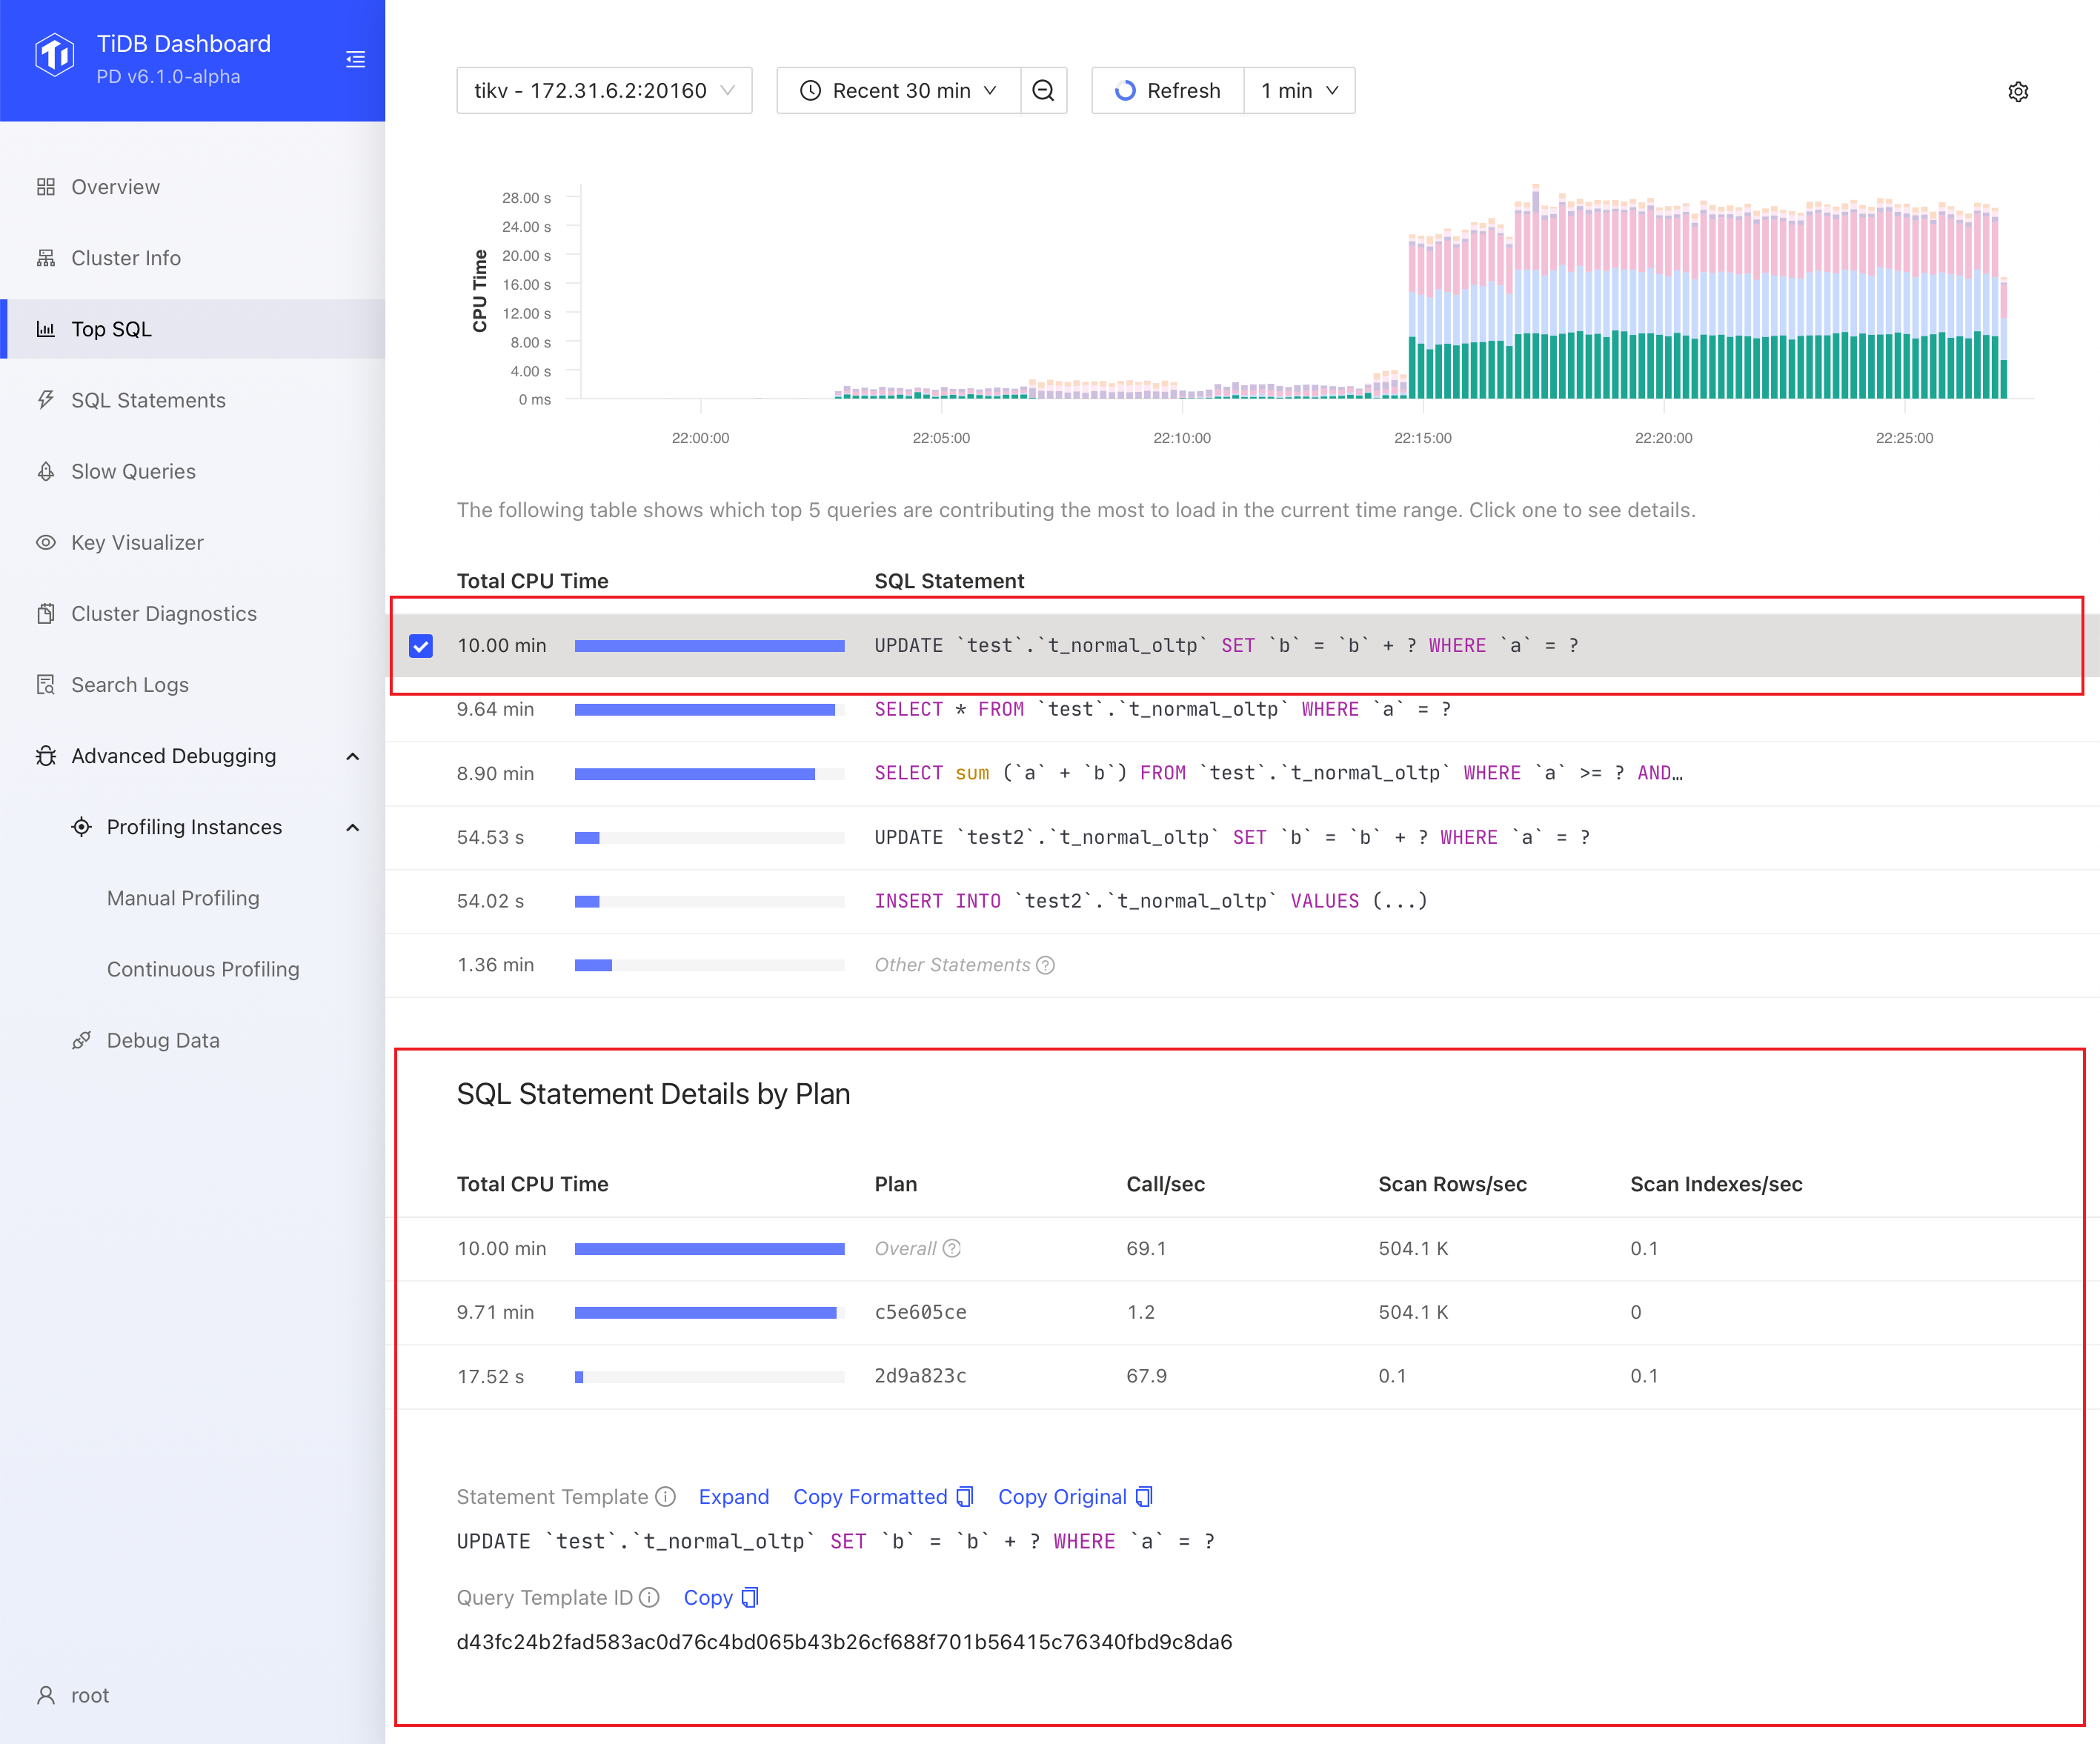 TiDB Dashboard
PD v6.1.0-alpha
Overview
Cluster Info
Top SQL
SQL Statements
Slow Queries
Key Visualizer
Cluster Diagnostics
Search Logs
Advanced Debugging
Profiling Instances
Manual Profiling
Continuous Profiling
Debug Data
root
tikv - 172.31.6.2:20160 Recent 30 min Refresh 1 min
CPU Time
28.00 s
24.00 s
20.00 s
16.00 s
12.00 s
8.00 s
4.00 s
0 ms
22:00:00 22:05:00 22:10:00 22:15:00 22:20:00 22:25:00
The following table shows which top 5 queries are contributing the most to load in the current time range. Click one to see details.
Total CPU Time SQL Statement
10.00 min UPDATE `test`.`t_normal_oltp` SET `b` = `b` + ? WHERE `a` = ?
9.64 min SELECT * FROM `test`.`t_normal_oltp` WHERE `a` = ?
8.90 min SELECT sum (`a` + `b`) FROM `test`.`t_normal_oltp` WHERE `a` >= ? AND…
54.53 s UPDATE `test2`.`t_normal_oltp` SET `b` = `b` + ? WHERE `a` = ?
54.02 s INSERT INTO `test2`.`t_normal_oltp` VALUES (...)
1.36 min Other Statements
SQL Statement Details by Plan
Total CPU Time Plan Call/sec Scan Rows/sec Scan Indexes/sec
10.00 min Overall 69.1 504.1 K 0.1
9.71 min c5e605ce 1.2 504.1 K 0
17.52 s 2d9a823c 67.9 0.1 0.1
Statement Template Expand Copy Formatted Copy Original
UPDATE `test`.`t_normal_oltp` SET `b` = `b` + ? WHERE `a` = ?
Query Template ID Copy
d43fc24b2fad583ac0d76c4bd065b43b26cf688f701b56415c76340fbd9c8da6